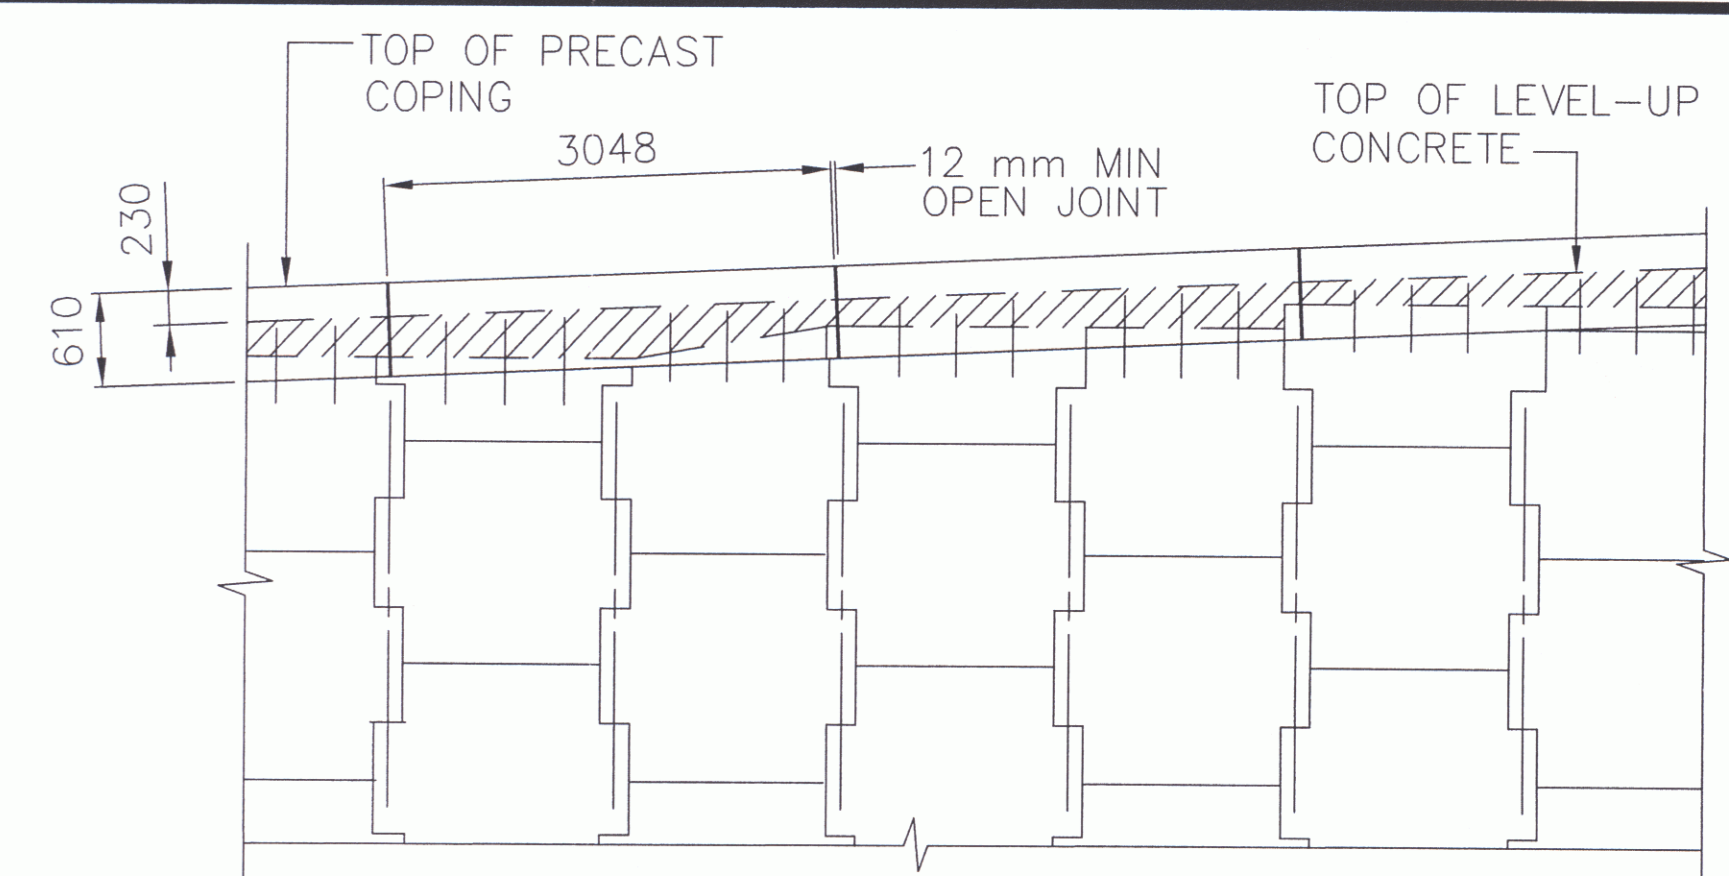 TOP OF PRECAST
COPING
TOP OF LEVEL-UP
CONCRETE
3048
12 mm MIN
OPEN JOINT
230
610